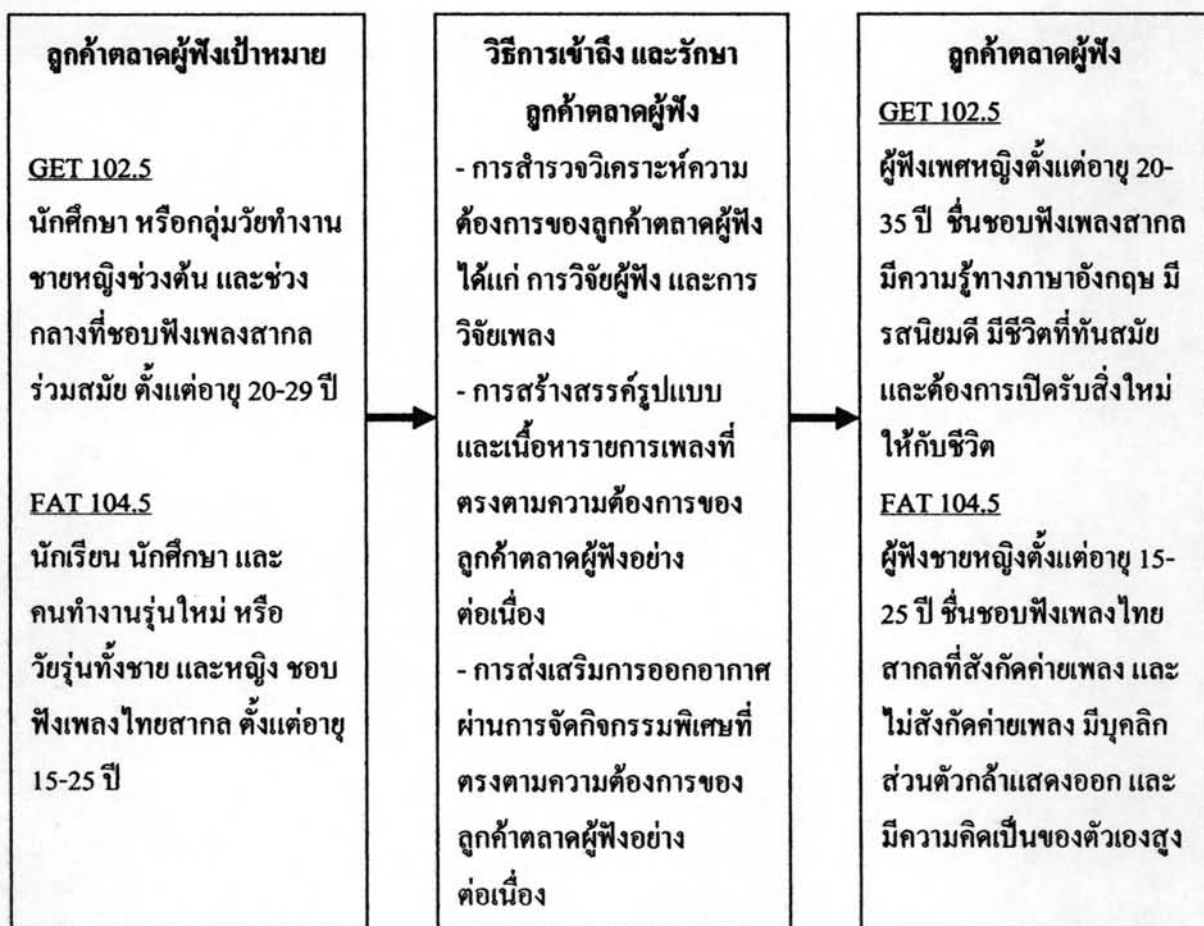 ลูกค้าตลาดผู้ฟังเป้าหมาย
GET 102.5
นักศึกษา หรือกลุ่มวัยทำงาน
ชายหญิงช่วงต้น และช่วง
กลางที่ชอบฟังเพลงสากล
ร่วมสมัย ตั้งแต่อายุ 20-29 ปี
FAT 104.5
นักเรียน นักศึกษา และ
คนทำงานรุ่นใหม่ หรือ
วัยรุ่นทั้งชาย และหญิง ชอบ
ฟังเพลงไทยสากล ตั้งแต่อายุ
15-25 ปี
วิธีการเข้าถึง และรักษา
ลูกค้าตลาดผู้ฟัง
- การสำรวจวิเคราะห์ความ
ต้องการของลูกค้าตลาดผู้ฟัง
ได้แก่ การวิจัยผู้ฟัง และการ
วิจัยเพลง
- การสร้างสรรค์รูปแบบ
และเนื้อหารายการเพลงที่
ตรงตามความต้องการของ
ลูกค้าตลาดผู้ฟังอย่าง
ต่อเนื่อง
- การส่งเสริมการออกอากาศ
ผ่านการจัดกิจกรรมพิเศษที่
ตรงตามความต้องการของ
ลูกค้าตลาดผู้ฟังอย่าง
ต่อเนื่อง
ลูกค้าตลาดผู้ฟัง
GET 102.5
ผู้ฟังเพศหญิงตั้งแต่อายุ 20-
35 ปี ชื่นชอบฟังเพลงสากล
มีความรู้ทางภาษาอังกฤษ มี
รสนิยมดี มีชีวิตที่ทันสมัย
และต้องการเปิดรับสิ่งใหม่
ให้กับชีวิต
FAT 104.5
ผู้ฟังชายหญิงตั้งแต่อายุ 15-
25 ปี ชื่นชอบฟังเพลงไทย
สากลที่สังกัดค่ายเพลง และ
ไม่สังกัดค่ายเพลง มีบุคลิก
ส่วนตัวกล้าแสดงออก และ
มีความคิดเป็นของตัวเองสูง